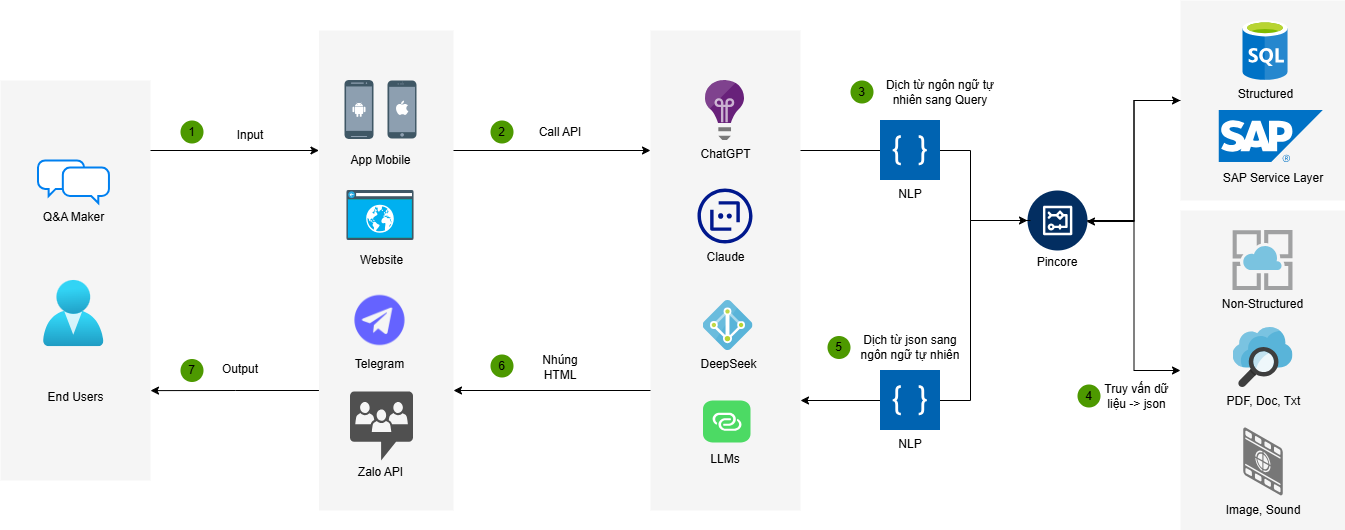 Q&A Maker
End Users
1
Input
7
Output
App Mobile
Website
Telegram
Zalo API
2
Call API
6
Nhúng
HTML
ChatGPT
Claude
DeepSeek
LLMs
3
Dịch từ ngôn ngữ tự
nhiên sang Query
{ }
NLP
5
Dịch từ json sang
ngôn ngữ tự nhiên
{ }
NLP
Pincore
4
Truy vấn dữ
liệu -> json
SQL
Structured
SAP®
SAP Service Layer
Non-Structured
PDF, Doc, Txt
Image, Sound